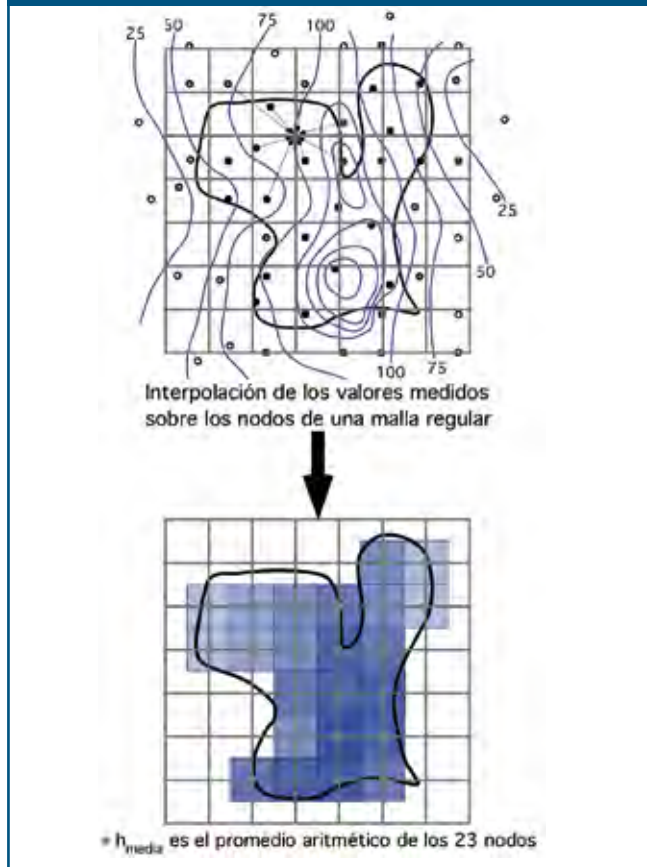 25 50 75 100
25
50
75
100
Interpolación de los valores medidos
sobre los nodos de una malla regular
* h media es el promedio aritmético de los 23 nodos